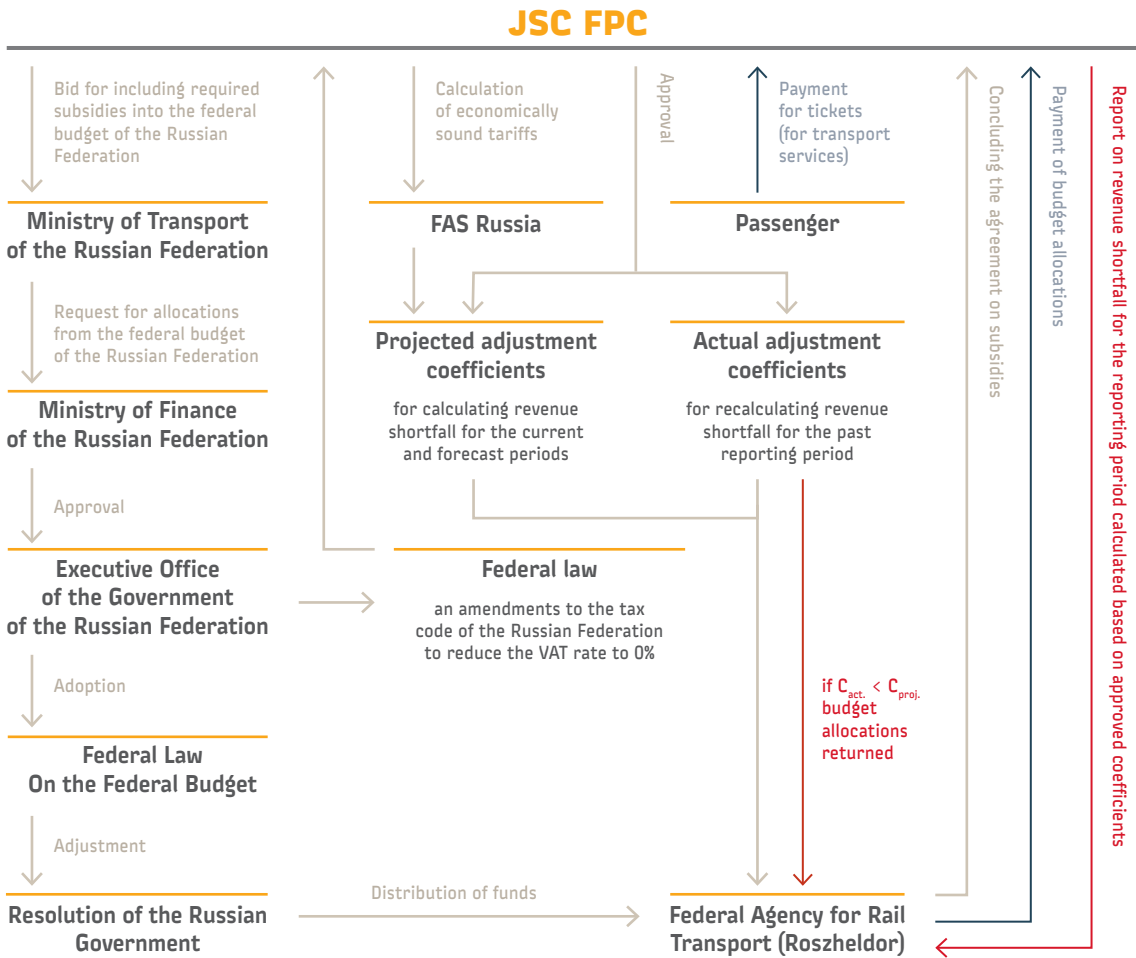 JSC FPC
Bid for including required
subsidies into the federal
budget of the Russian
Federation
Calculation
of economically
sound tariffs
Approval
Payment
for tickets
(for transport
services)
Concluding the agreement on subsidies
Payment of budget allocations
Report on revenue shortfall for the reporting period calculated based on approved coefficients
Ministry of Transport
of the Russian Federation
FAS Russia
Passenger
Request for allocations
from the federal budget
of the Russian Federation
Projected adjustment
coefficients
for calculating revenue
shortfall for the current
and forecast periods
Actual adjustment
coefficients
for recalculating revenue
shortfall for the past
reporting period
Ministry of Finance
of the Russian Federation
Approval
Executive Office
of the Government
of the Russian Federation
Federal law
an amendments to the tax
code of the Russian Federation
to reduce the VAT rate to 0%
Adoption
if C act. < C proj.
budget
allocations
returned
Federal Law
On the Federal Budget
Adjustment
Resolution of the Russian
Government
Distribution of funds
Federal Agency for Rail
Transport (Roszheldor)